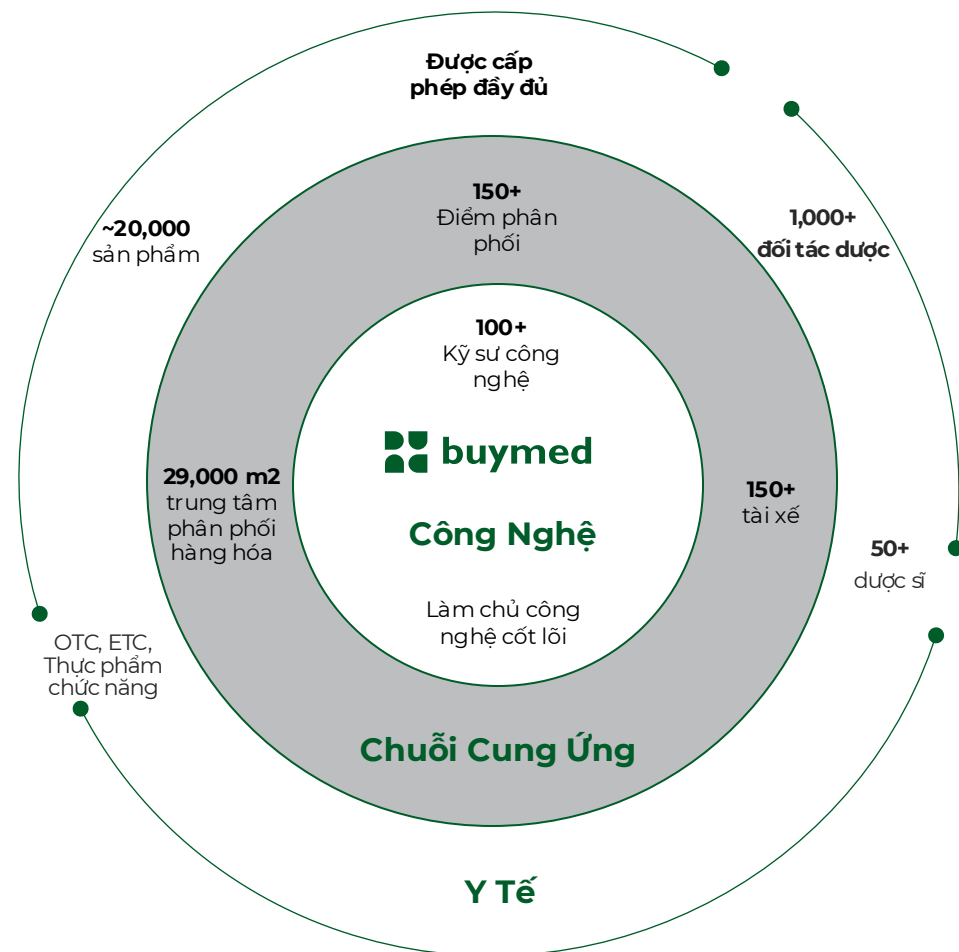 Được cấp
phép đầy đủ
150+
Điểm phân
phối
~20,000
sản phẩm
1,000+
đối tác dược
100+
Kỹ sư công
nghệ
buymed
29,000 m2
trung tâm
phân phối
hàng hóa
150+
tài xế
Công Nghệ
50+
dược sĩ
Làm chủ công
nghệ cốt lõi
OTC, ETC,
Thực phẩm
chức năng
Chuỗi Cung Ứng
Y Tế